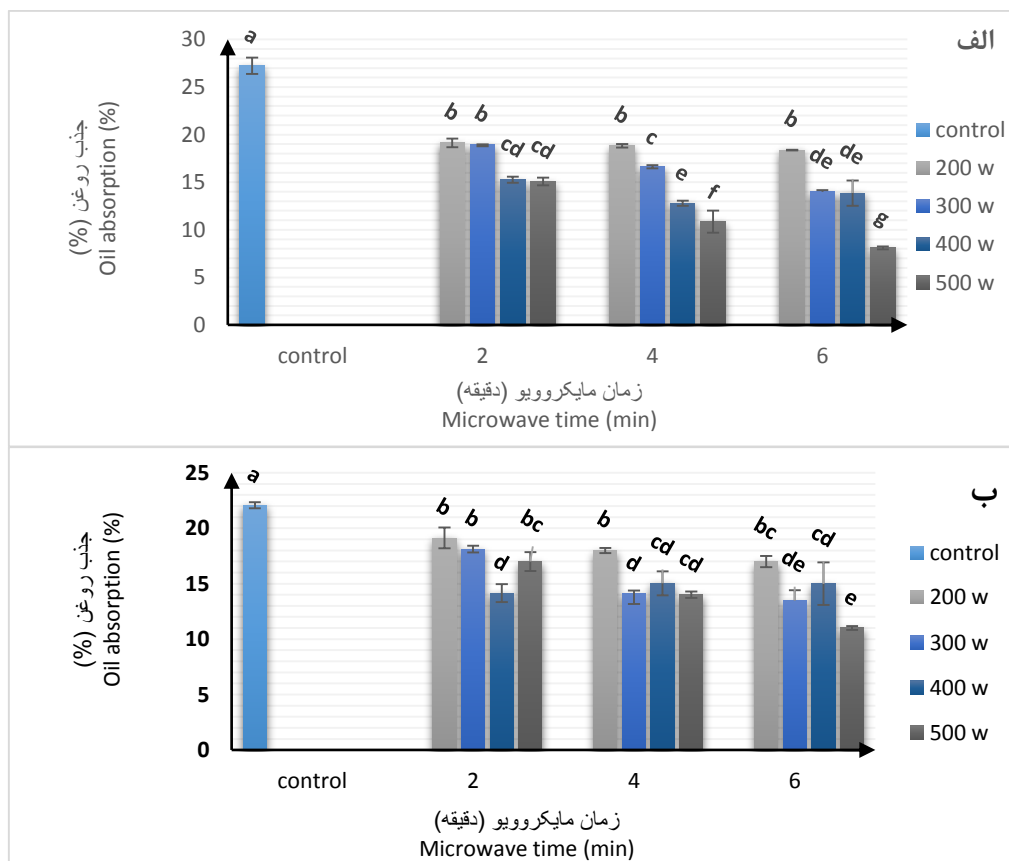 الف
30
25
20
15
10
5
0
جذب روغن (%)
Oil absorption (%)
a
b b cd cd
b c e f
b de de g
control 2 4 6
زمان مایکروویو (دقیقه)
Microwave time (min)
control
200 w
300 w
400 w
500 w
ب
25
20
15
10
5
0
جذب روغن (%)
Oil absorption (%)
a
b b d bc
b d cd cd
bc de cd e
control 2 4 6
زمان مایکروویو (دقیقه)
Microwave time (min)
control
200 w
300 w
400 w
500 w